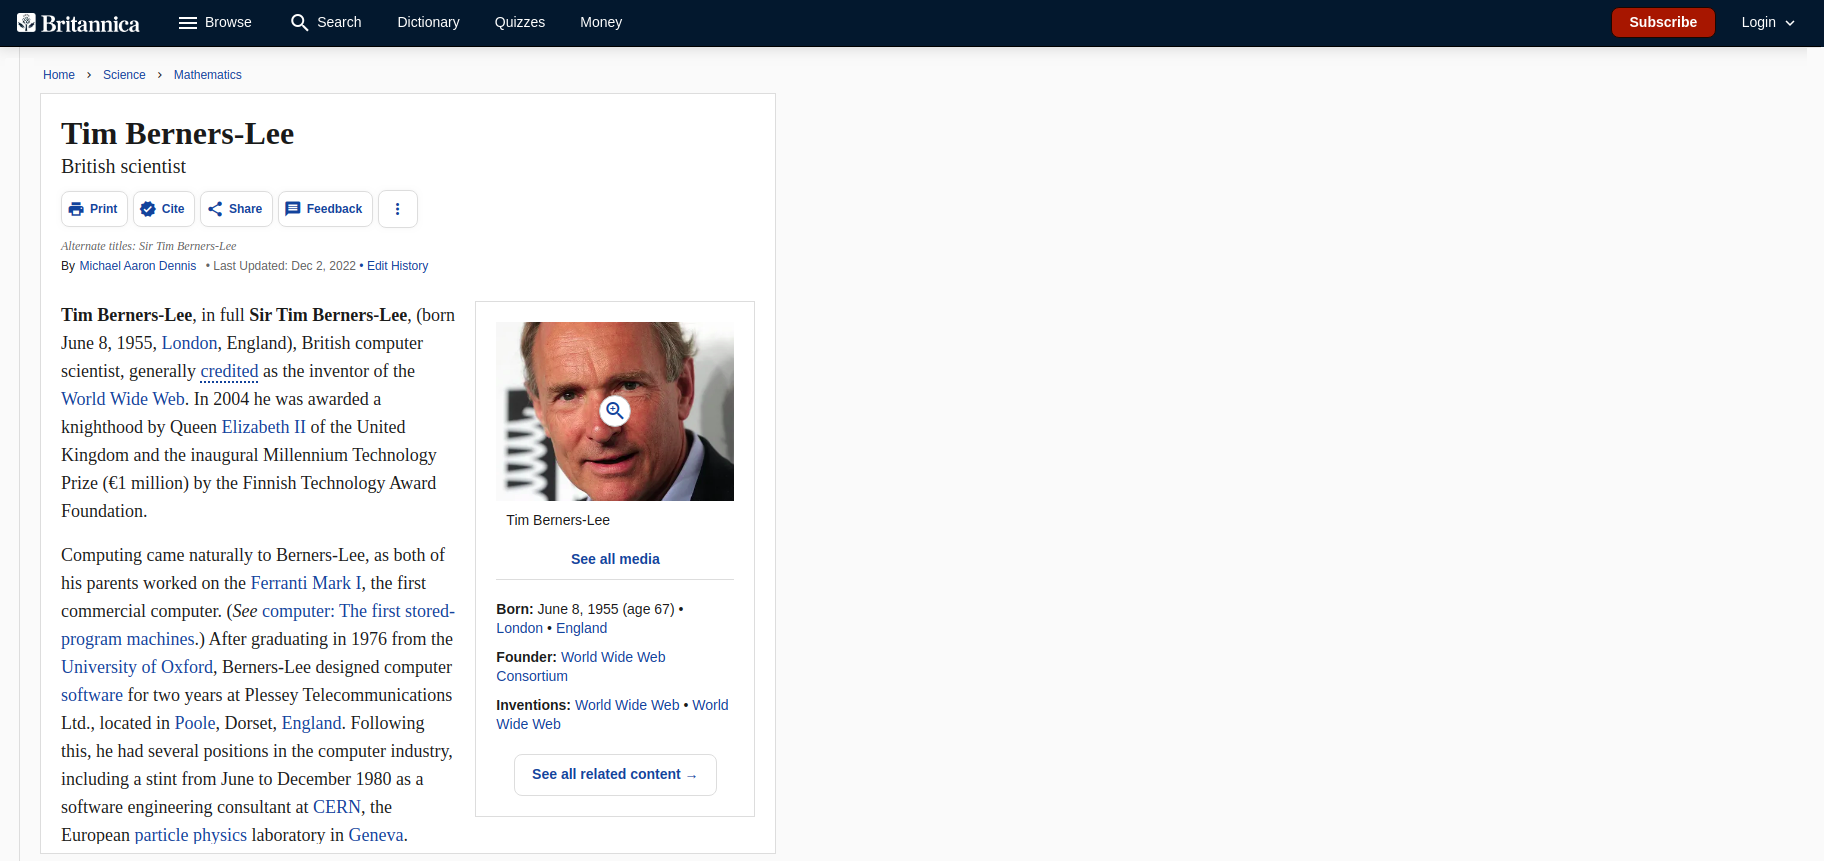 Britannica
Browse
Search
Dictionary
Quizzes
Money
Subscribe
Login
Home › Science › Mathematics
Tim Berners-Lee
British scientist
Print
Cite
Share
Feedback
Alternate titles: Sir Tim Berners-Lee
By Michael Aaron Dennis • Last Updated: Dec 2, 2022 • Edit History
Tim Berners-Lee, in full Sir Tim Berners-Lee, (born
June 8, 1955, London, England), British computer
scientist, generally credited as the inventor of the
World Wide Web. In 2004 he was awarded a
knighthood by Queen Elizabeth II of the United
Kingdom and the inaugural Millennium Technology
Prize (€1 million) by the Finnish Technology Award
Foundation.
Computing came naturally to Berners-Lee, as both of
his parents worked on the Ferranti Mark I, the first
commercial computer. (See computer: The first stored-
program machines.) After graduating in 1976 from the
University of Oxford, Berners-Lee designed computer
software for two years at Plessey Telecommunications
Ltd., located in Poole, Dorset, England. Following
this, he had several positions in the computer industry,
including a stint from June to December 1980 as a
software engineering consultant at CERN, the
European particle physics laboratory in Geneva.
Tim Berners-Lee
See all media
Born: June 8, 1955 (age 67) •
London • England
Founder: World Wide Web
Consortium
Inventions: World Wide Web • World
Wide Web
See all related content →